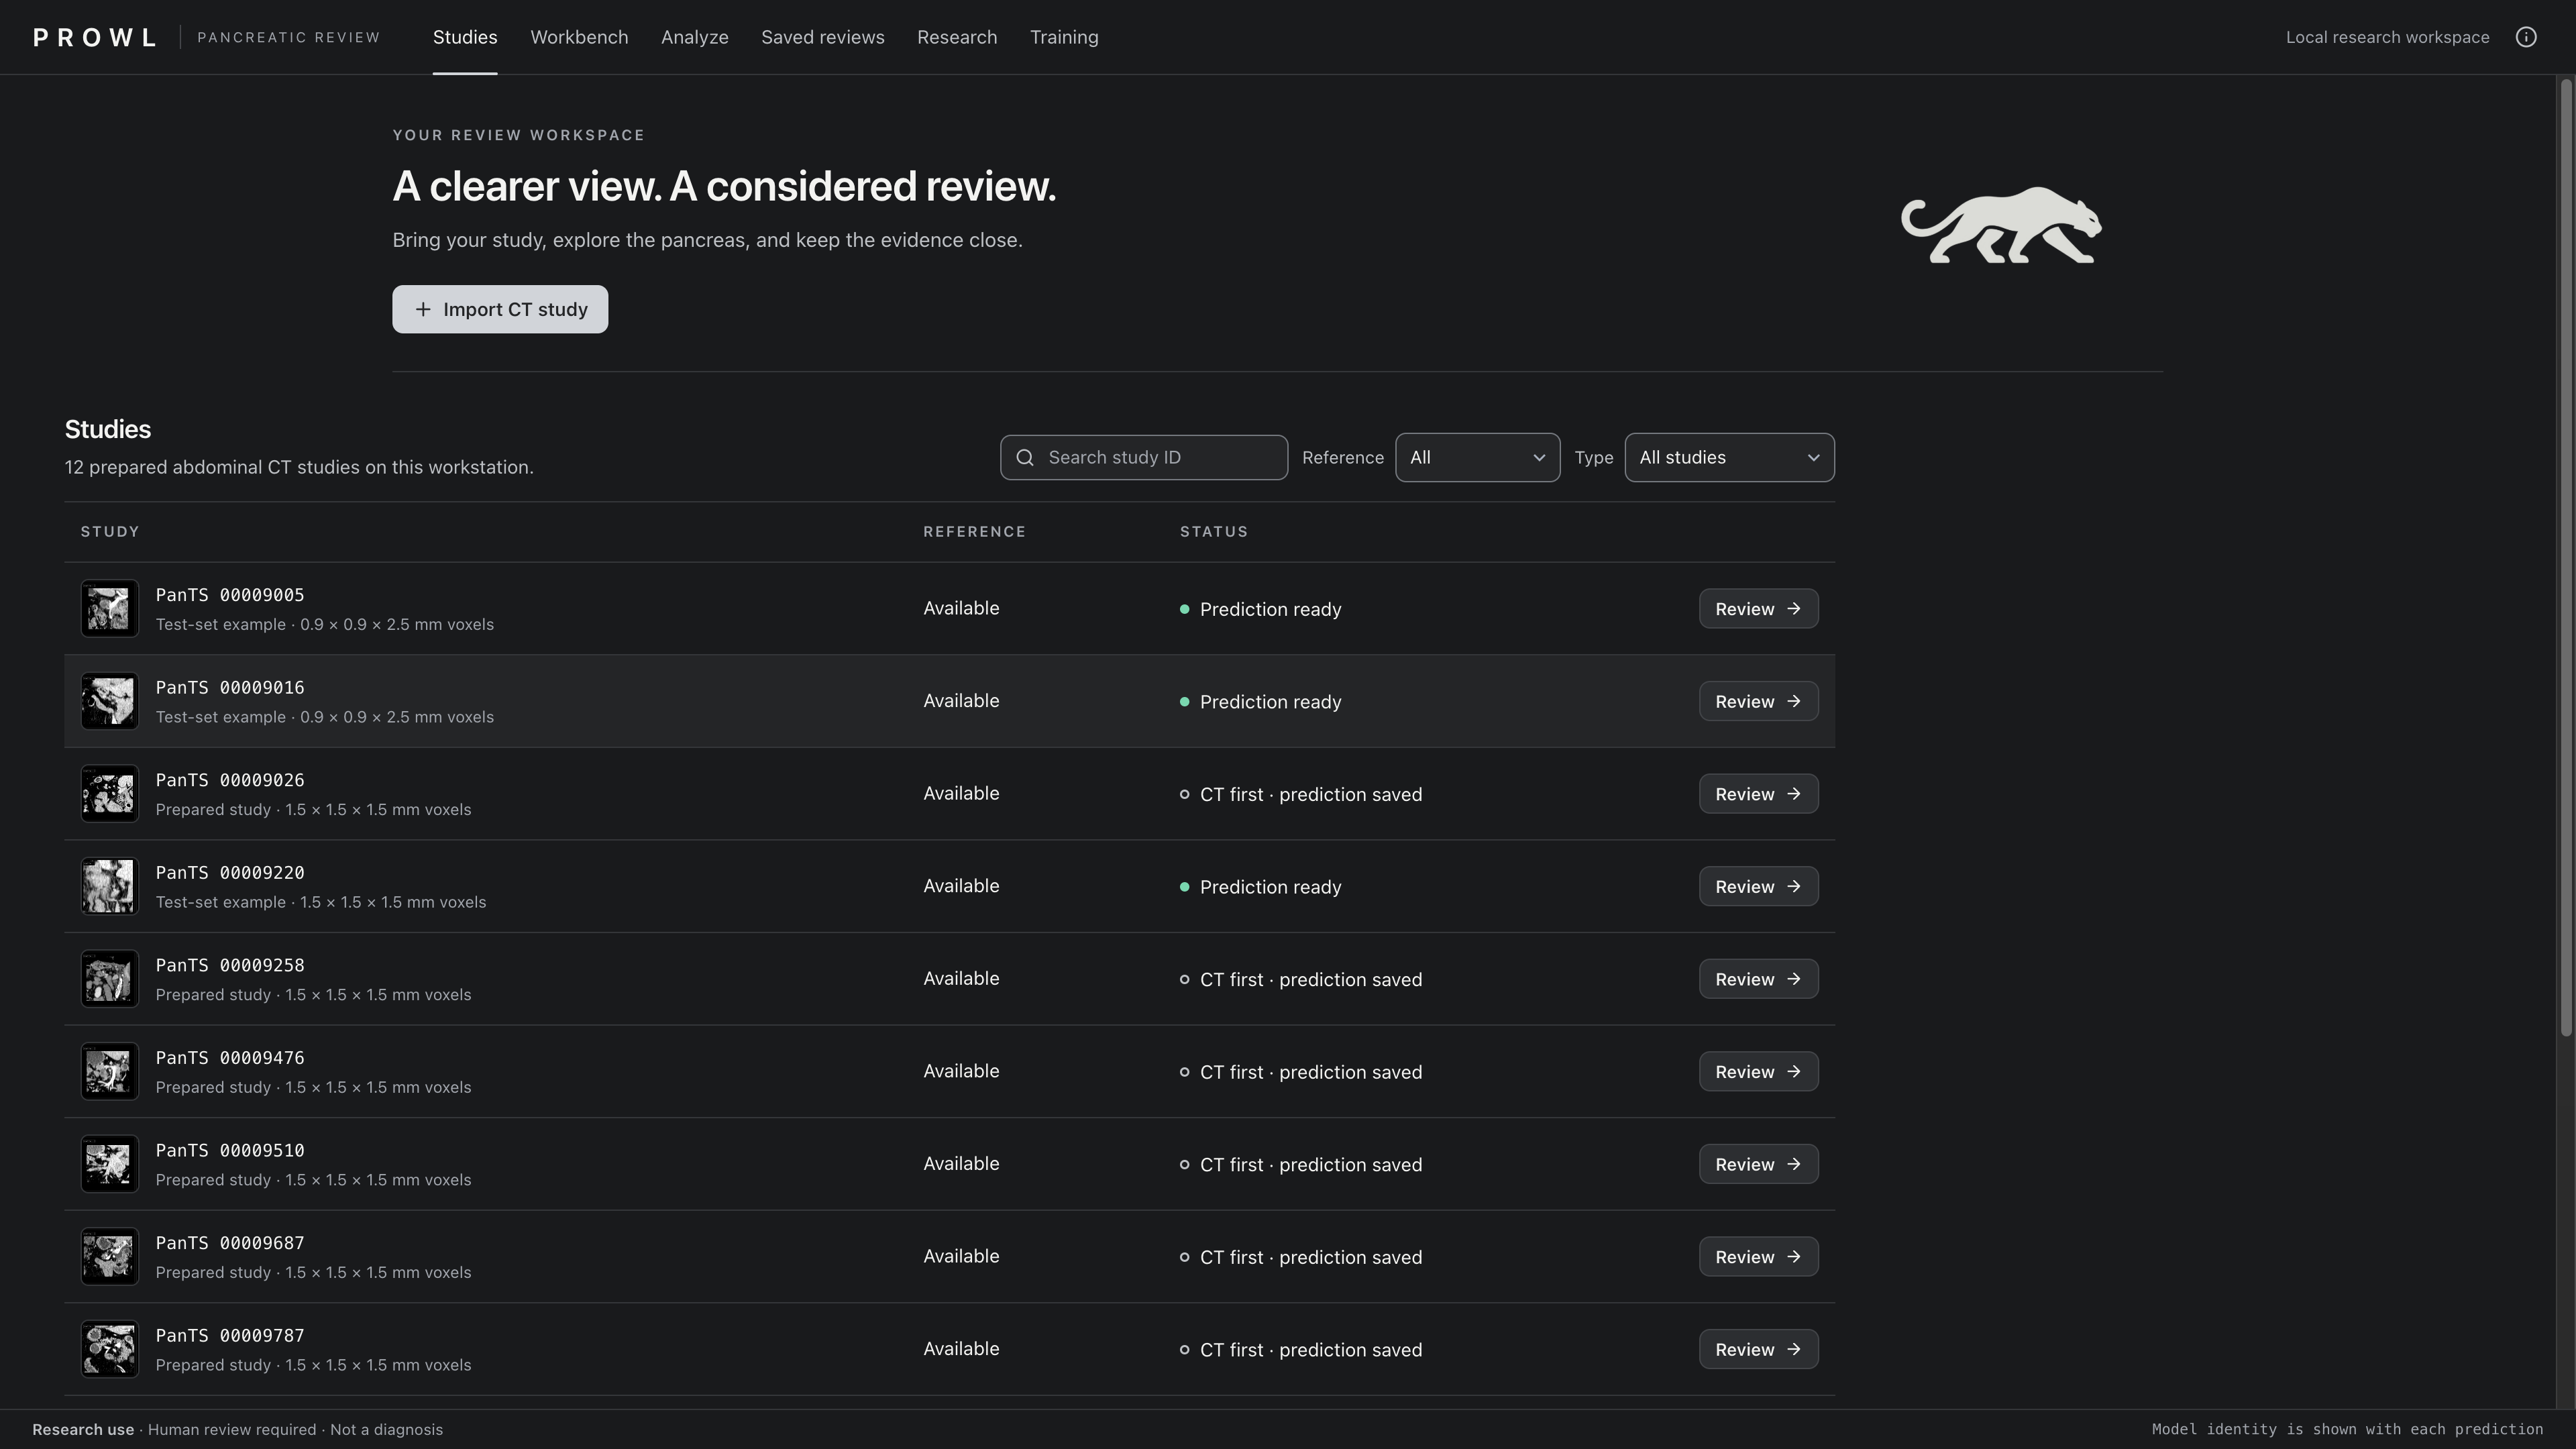 PROWL
PANCREATIC REVIEW
Studies
Workbench
Analyze
Saved reviews
Research
Training
Local research workspace
YOUR REVIEW WORKSPACE
A clearer view. A considered review.
Bring your study, explore the pancreas, and keep the evidence close.
+ Import CT study
Studies
12 prepared abdominal CT studies on this workstation.
Search study ID
Reference
All
Type
All studies
STUDY
REFERENCE
STATUS
PanTS 00009005
Test-set example · 0.9 × 0.9 × 2.5 mm voxels
Available
Prediction ready
Review →
PanTS 00009016
Test-set example · 0.9 × 0.9 × 2.5 mm voxels
Available
Prediction ready
Review →
PanTS 00009026
Prepared study · 1.5 × 1.5 × 1.5 mm voxels
Available
CT first · prediction saved
Review →
PanTS 00009220
Test-set example · 1.5 × 1.5 × 1.5 mm voxels
Available
Prediction ready
Review →
PanTS 00009258
Prepared study · 1.5 × 1.5 × 1.5 mm voxels
Available
CT first · prediction saved
Review →
PanTS 00009476
Prepared study · 1.5 × 1.5 × 1.5 mm voxels
Available
CT first · prediction saved
Review →
PanTS 00009510
Prepared study · 1.5 × 1.5 × 1.5 mm voxels
Available
CT first · prediction saved
Review →
PanTS 00009687
Prepared study · 1.5 × 1.5 × 1.5 mm voxels
Available
CT first · prediction saved
Review →
PanTS 00009787
Prepared study · 1.5 × 1.5 × 1.5 mm voxels
Available
CT first · prediction saved
Review →
Research use · Human review required · Not a diagnosis
Model identity is shown with each prediction